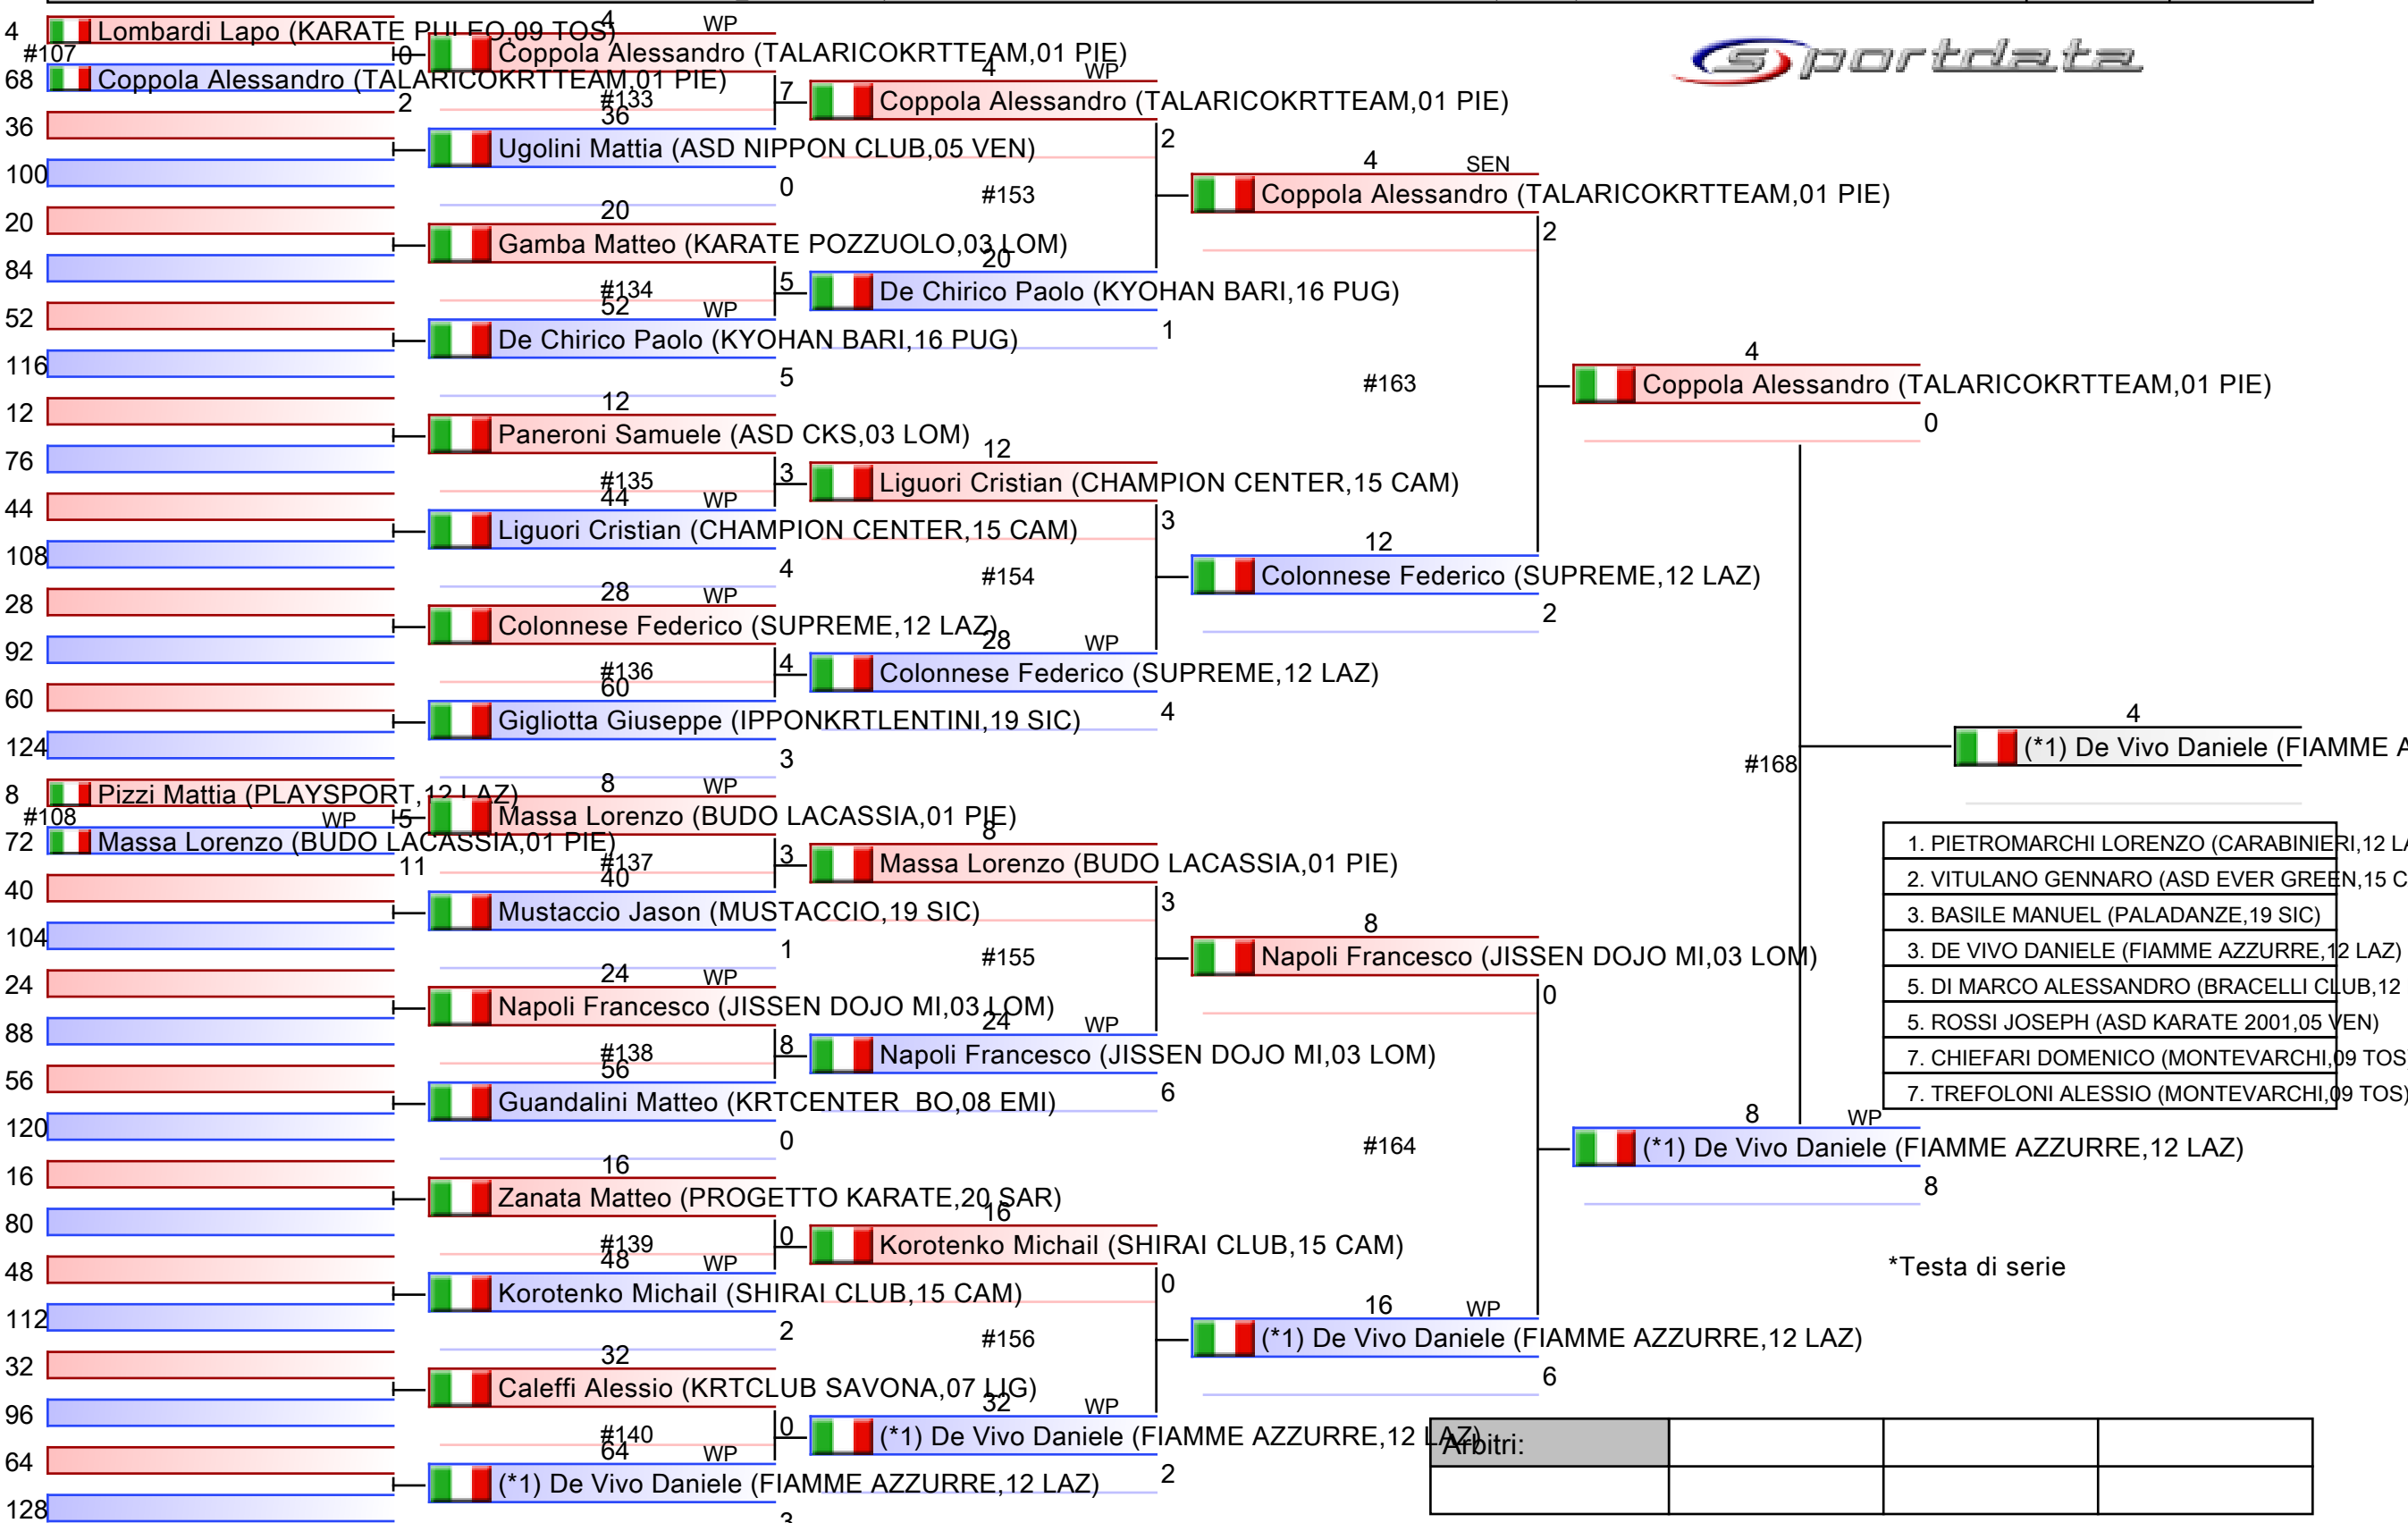 sportdata
4
Lombardi Lapo (KARATE PULEO,09 TOS)
#107
0
68
Coppola Alessandro (TALARICOKRTTEAM,01 PIE)
2
36
100
20
84
52
116
12
76
44
108
28
92
60
124
8
Pizzi Mattia (PLAYSPORT,12 LAZ)
#108
WP
5
72
Massa Lorenzo (BUDO LACASSIA,01 PIE)
11
40
104
24
88
56
120
16
80
48
112
32
96
64
128
4
WP
Coppola Alessandro (TALARICOKRTTEAM,01 PIE)
7
#133
36
Ugolini Mattia (ASD NIPPON CLUB,05 VEN)
0
20
Gamba Matteo (KARATE POZZUOLO,03 LOM)
5
#134
52
WP
De Chirico Paolo (KYOHAN BARI,16 PUG)
5
12
Paneroni Samuele (ASD CKS,03 LOM)
3
#135
44
WP
Liguori Cristian (CHAMPION CENTER,15 CAM)
4
28
WP
Colonnese Federico (SUPREME,12 LAZ)
4
#136
60
Gigliotta Giuseppe (IPPONKRTLENTINI,19 SIC)
3
8
WP
Massa Lorenzo (BUDO LACASSIA,01 PIE)
3
#137
40
Mustaccio Jason (MUSTACCIO,19 SIC)
1
24
WP
Napoli Francesco (JISSEN DOJO MI,03 LOM)
8
#138
56
Guandalini Matteo (KRTCENTER BO,08 EMI)
0
16
Zanata Matteo (PROGETTO KARATE,20 SAR)
0
#139
48
WP
Korotenko Michail (SHIRAI CLUB,15 CAM)
2
32
Caleffi Alessio (KRTCLUB SAVONA,07 LIG)
0
#140
64
WP
(*1) De Vivo Daniele (FIAMME AZZURRE,12 LAZ)
3
4
WP
Coppola Alessandro (TALARICOKRTTEAM,01 PIE)
2
#153
20
De Chirico Paolo (KYOHAN BARI,16 PUG)
1
12
Liguori Cristian (CHAMPION CENTER,15 CAM)
3
#154
28
WP
Colonnese Federico (SUPREME,12 LAZ)
4
8
Massa Lorenzo (BUDO LACASSIA,01 PIE)
3
#155
24
WP
Napoli Francesco (JISSEN DOJO MI,03 LOM)
6
16
Korotenko Michail (SHIRAI CLUB,15 CAM)
0
#156
32
WP
(*1) De Vivo Daniele (FIAMME AZZURRE,12 LAZ)
2
4
SEN
Coppola Alessandro (TALARICOKRTTEAM,01 PIE)
2
#163
12
Colonnese Federico (SUPREME,12 LAZ)
2
8
Napoli Francesco (JISSEN DOJO MI,03 LOM)
0
#164
16
WP
(*1) De Vivo Daniele (FIAMME AZZURRE,12 LAZ)
6
4
Coppola Alessandro (TALARICOKRTTEAM,01 PIE)
0
#168
8
WP
(*1) De Vivo Daniele (FIAMME AZZURRE,12 LAZ)
8
4
(*1) De Vivo Daniele (FIAMME
1. PIETROMARCHI LORENZO (CARABINIERI,12
2. VITULANO GENNARO (ASD EVER GREEN,15
3. BASILE MANUEL (PALADANZE,19 SIC)
3. DE VIVO DANIELE (FIAMME AZZURRE,12 LAZ)
5. DI MARCO ALESSANDRO (BRACELLI CLUB,12
5. ROSSI JOSEPH (ASD KARATE 2001,05 VEN)
7. CHIEFARI DOMENICO (MONTEVARCHI,09 TOS
7. TREFOLONI ALESSIO (MONTEVARCHI,09 TOS)
*Testa di serie
Arbitri: